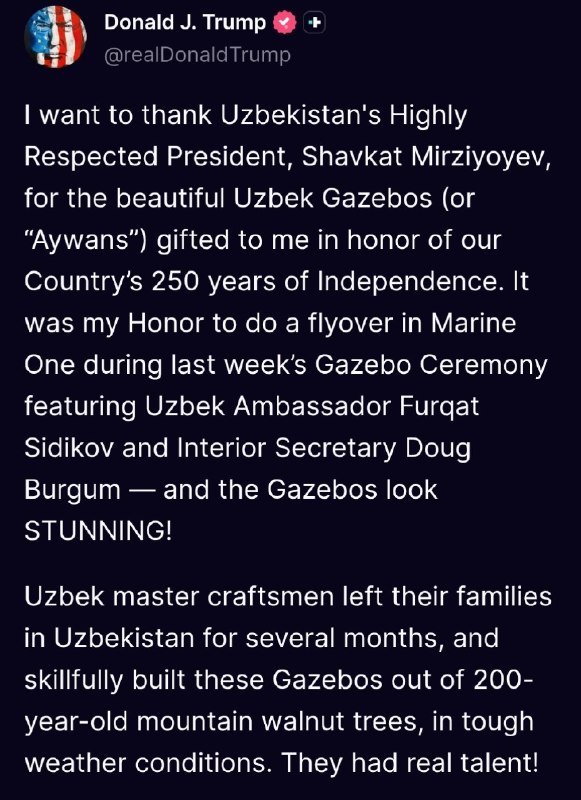 Donald J. Trump
@realDonaldTrump
I want to thank Uzbekistan's Highly
Respected President, Shavkat Mirziyoyev,
for the beautiful Uzbek Gazebos (or
“Aywans”) gifted to me in honor of our
Country’s 250 years of Independence. It
was my Honor to do a flyover in Marine
One during last week’s Gazebo Ceremony
featuring Uzbek Ambassador Furqat
Sidikov and Interior Secretary Doug
Burgum — and the Gazebos look
STUNNING!
Uzbek master craftsmen left their families
in Uzbekistan for several months, and
skillfully built these Gazebos out of 200-
year-old mountain walnut trees, in tough
weather conditions. They had real talent!